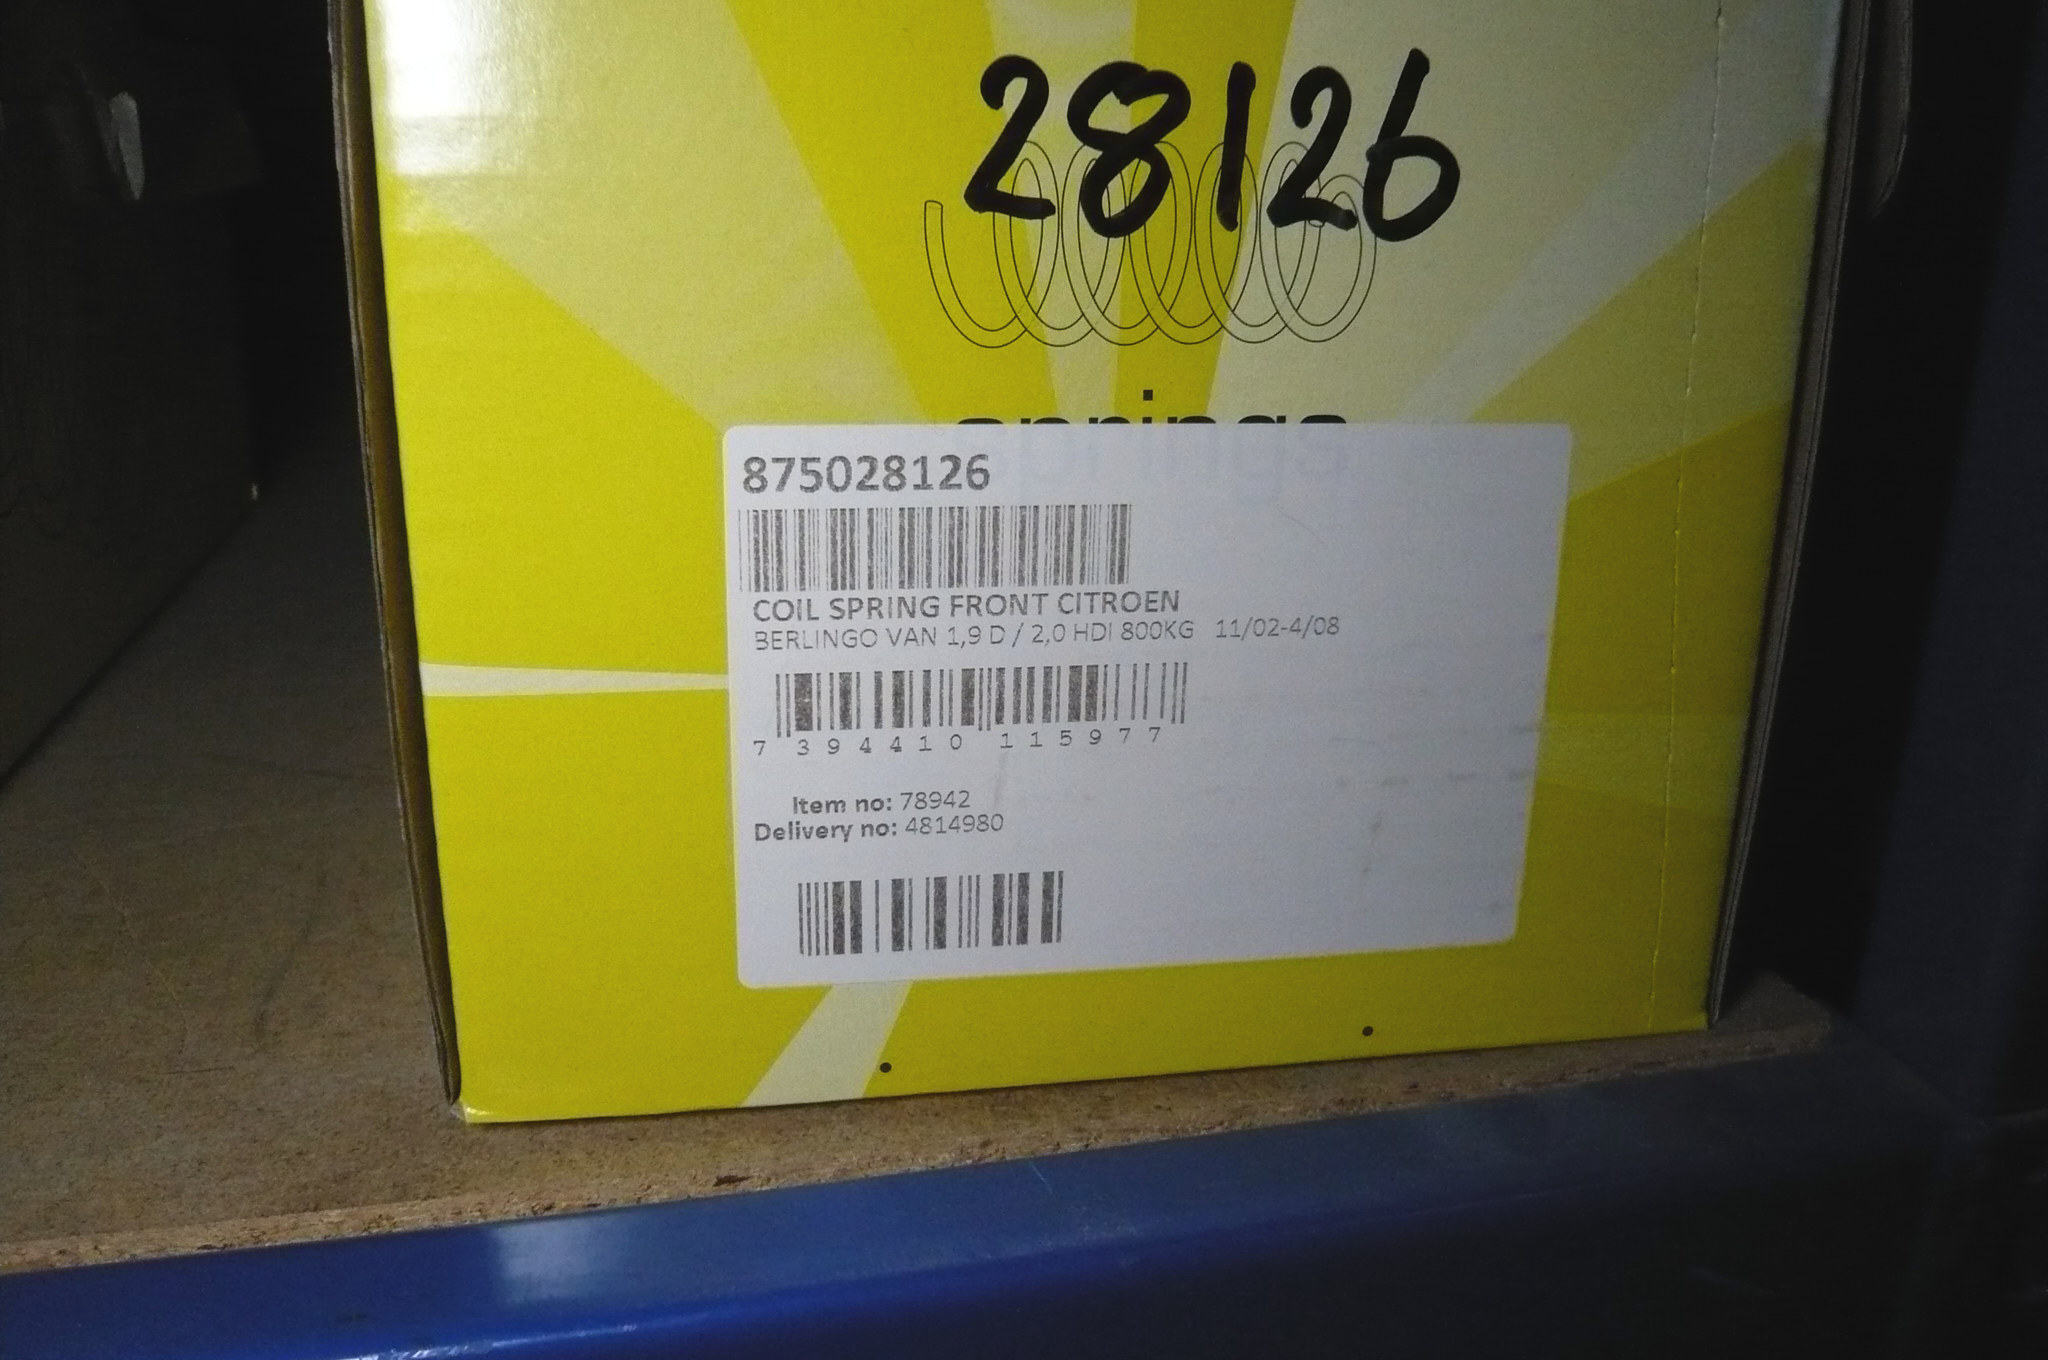 28126
springs
875028126
COIL SPRING FRONT CITROEN
BERLINGO VAN 1,9 D / 2,0 HDI 800KG 11/02-4/08
7 394410 115977
Item no: 78942
Delivery no: 4814980